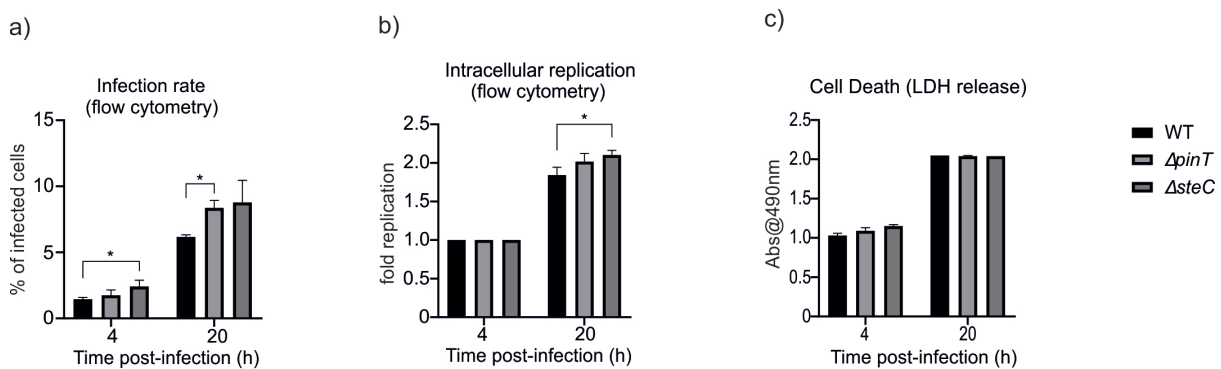 a)
Infection rate
(flow cytometry)
% of infected cells
15
10
5
0
*
*
4
20
Time post-infection (h)
b)
Intracellular replication
(flow cytometry)
fold replication
2.5
2.0
1.5
1.0
0.5
0
*
4
20
Time post-infection (h)
c)
Cell Death (LDH release)
Abs@490nm
2.5
2.0
1.5
1.0
0.5
0
4
20
Time post-infection (h)
WT
ΔpinT
ΔsteC